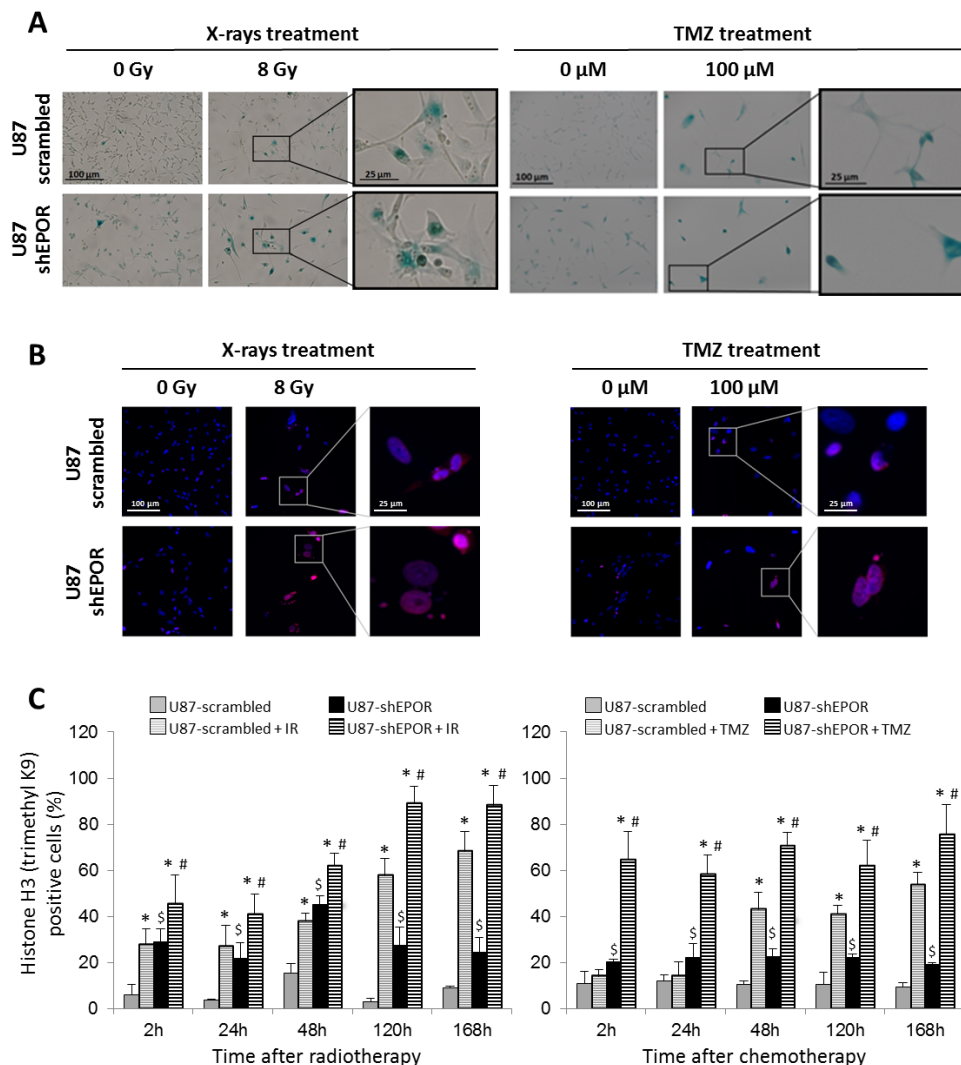 A
X-rays treatment
TMZ treatment
0 Gy
8 Gy
0 µM
100 µM
U87
scrambled
100 µm
25 µm
100 µm
25 µm
U87
shEPOR
B
X-rays treatment
TMZ treatment
0 Gy
8 Gy
0 µM
100 µM
U87
scrambled
100 µm
25 µm
100 µm
25 µm
U87
shEPOR
C
U87-scrambled
U87-shEPOR
U87-scrambled + IR
U87-shEPOR + IR
Histone H3 (trimethyl K9)
positive cells (%)
120
100
80
60
40
20
0
* $ * #
* $ * #
* $ * #
* $ * #
* $ * #
2h 24h 48h 120h 168h
Time after radiotherapy
U87-scrambled
U87-shEPOR
U87-scrambled + TMZ
U87-shEPOR + TMZ
120
100
80
60
40
20
0
$ * #
$ * #
* $ * #
* $ * #
* $ * #
2h 24h 48h 120h 168h
Time after chemotherapy